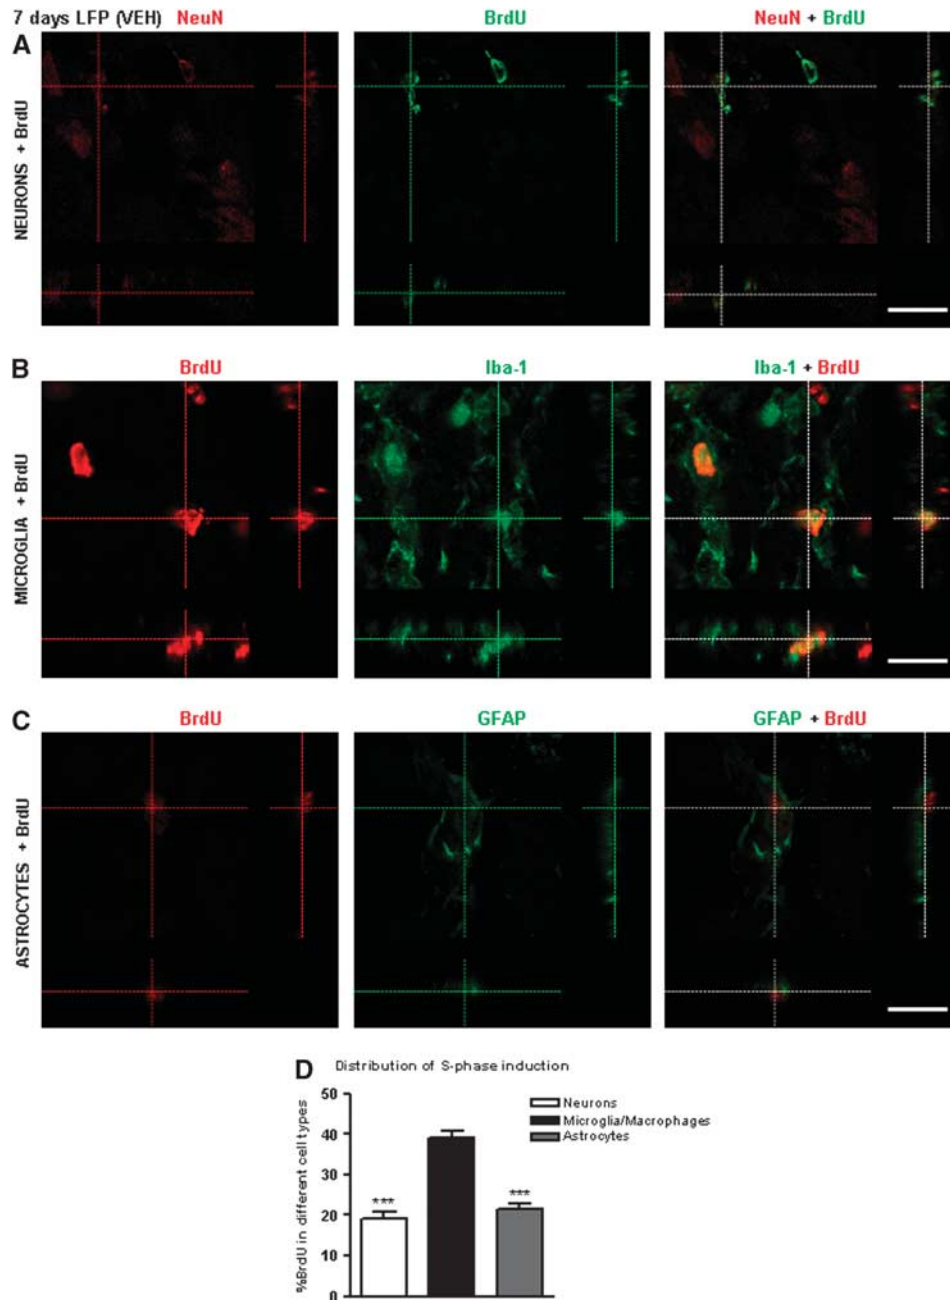 7 days LFP (VEH) NeuN BrdU NeuN + BrdU
A
NEURONS + BrdU
B BrdU Iba-1 Iba-1 + BrdU
MICROGLIA + BrdU
C BrdU GFAP GFAP + BrdU
ASTROCYTES + BrdU
D Distribution of S-phase induction
%BrdU in different cell types
50
40
30
20
10
0
Neurons
Microglia/Macrophages
Astrocytes
***
***